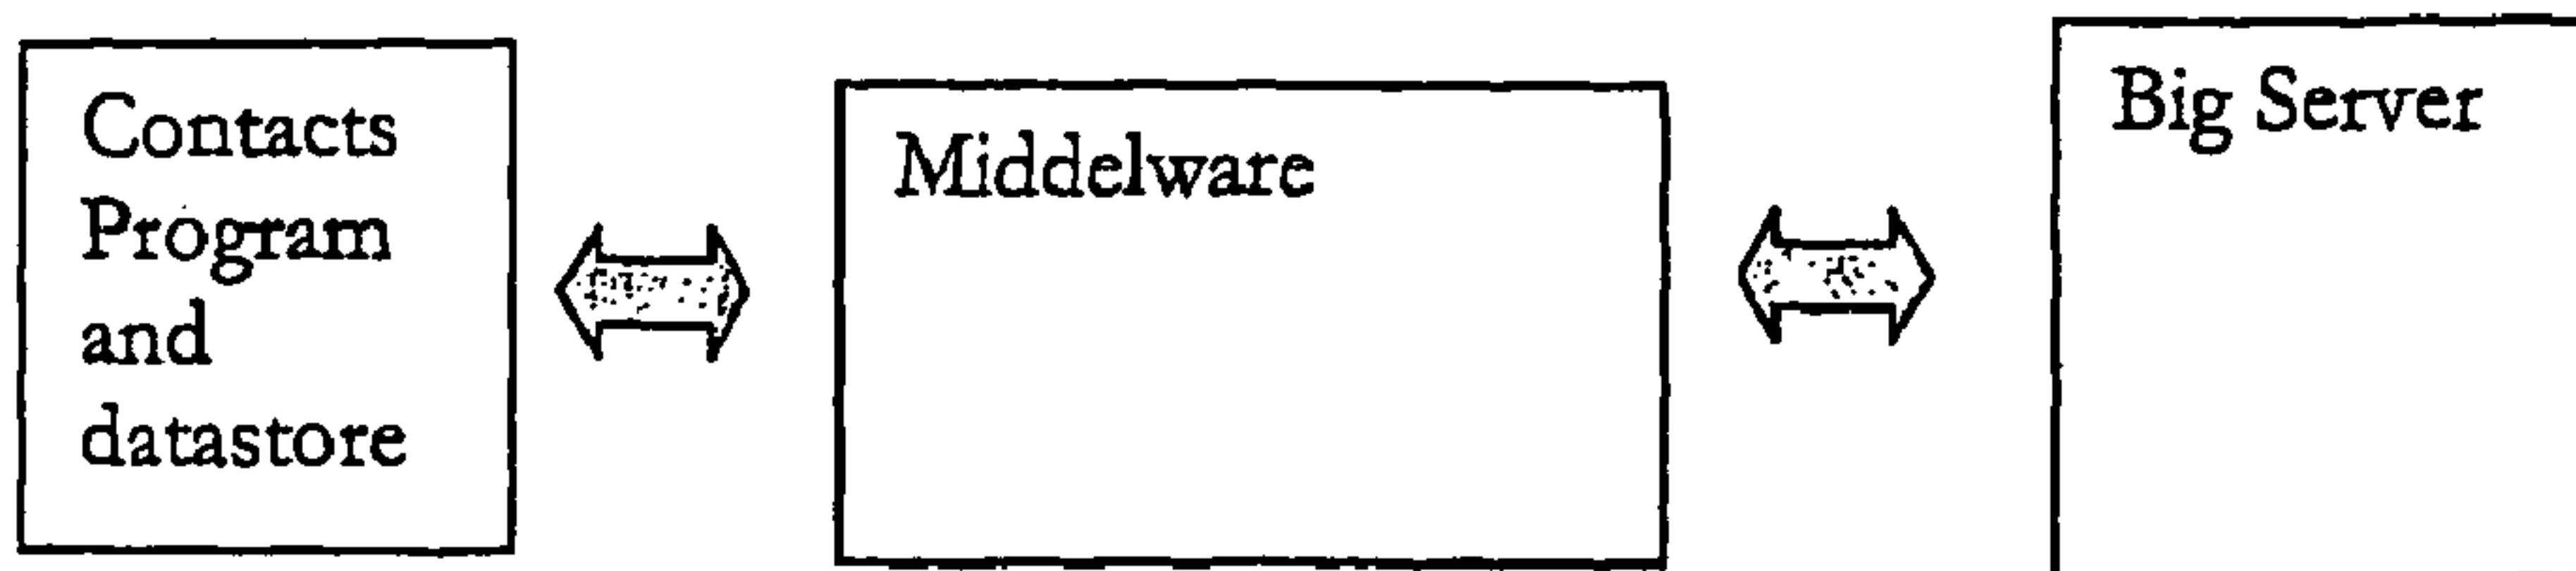 Contacts
Program
and
datastore
Middelware
Big Server